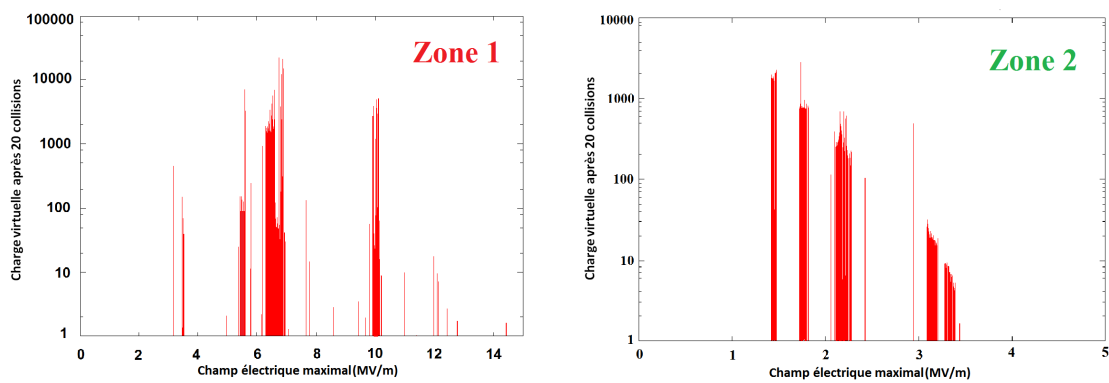 100000
10000
1000
100
10
1
Charge virtuelle après 20 collisions
Zone 1
0 2 4 6 8 10 12 14
Champ électrique maximal(MV/m)
10000
1000
100
10
1
Charge virtuelle après 20 collisions
Zone 2
0 1 2 3 4 5
Champ électrique maximal(MV/m)